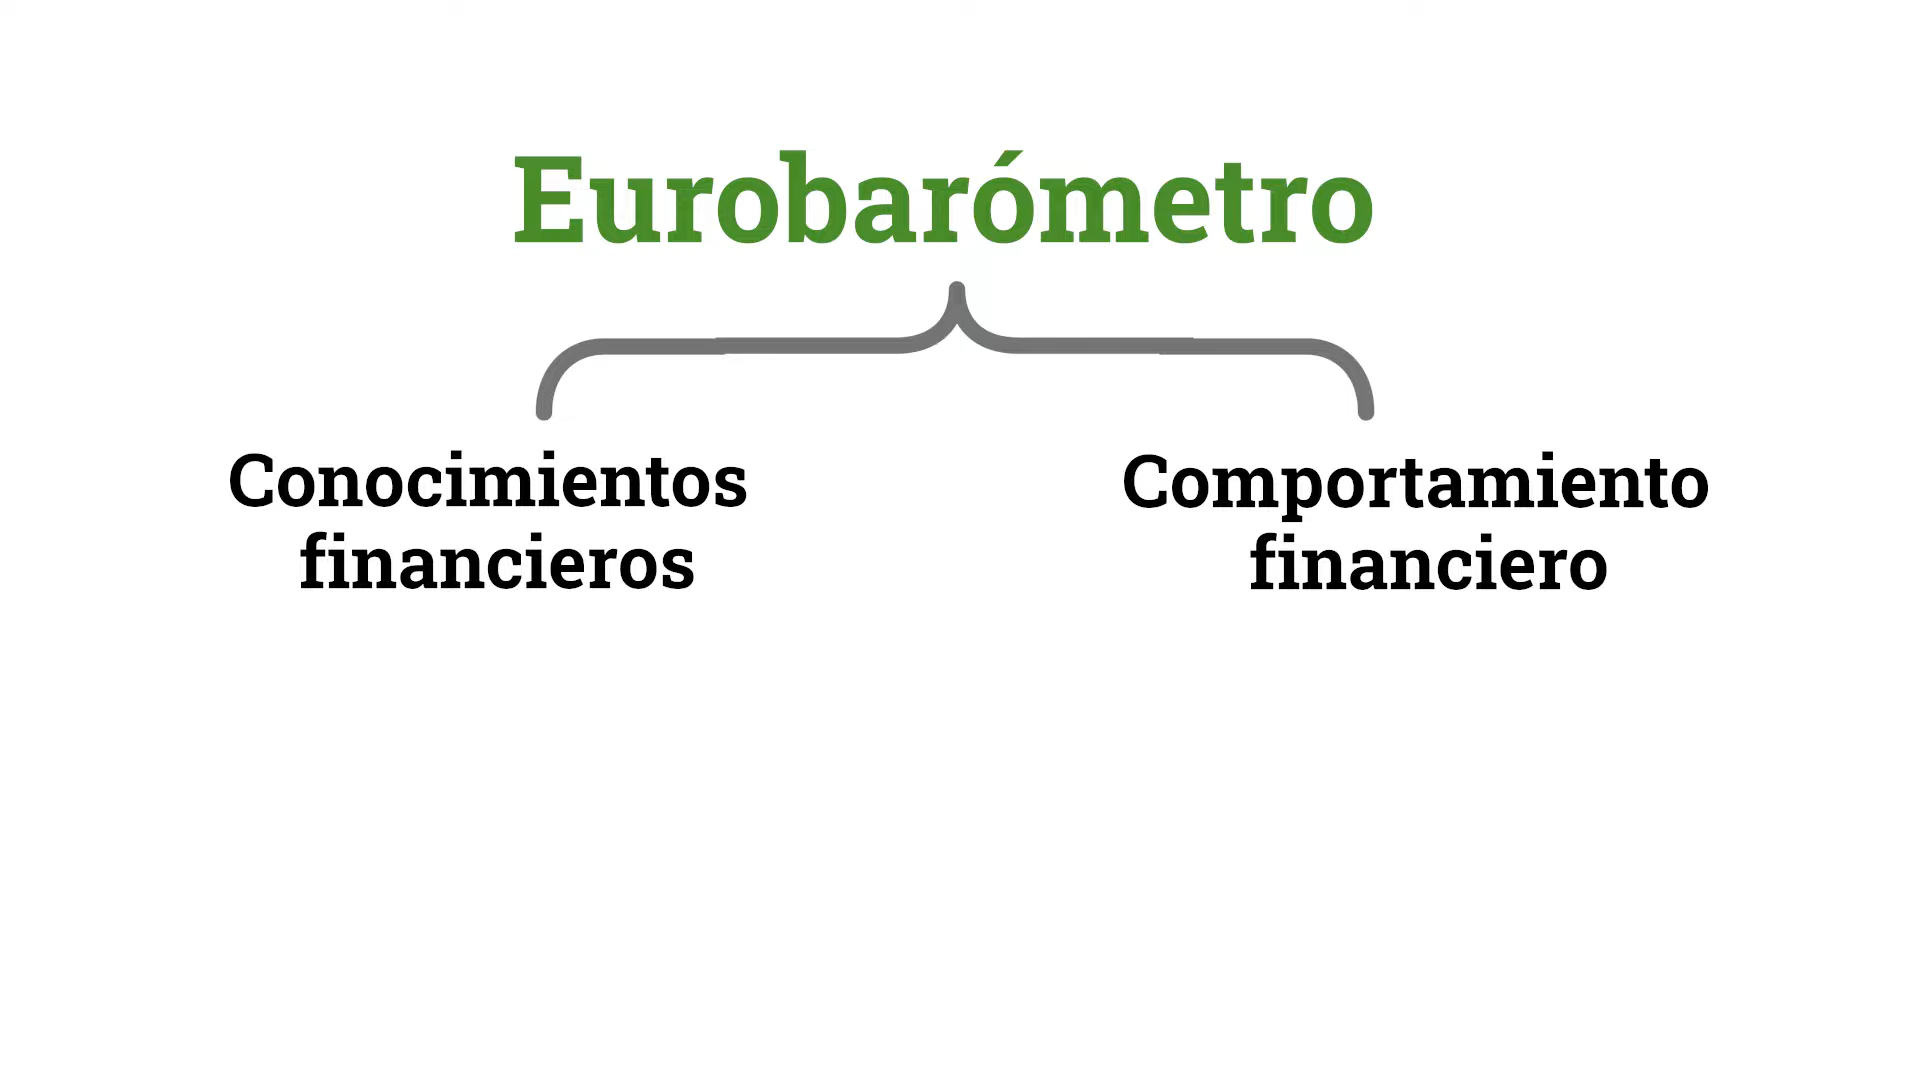 Eurobarómetro
Conocimientos
financieros
Comportamiento
financiero